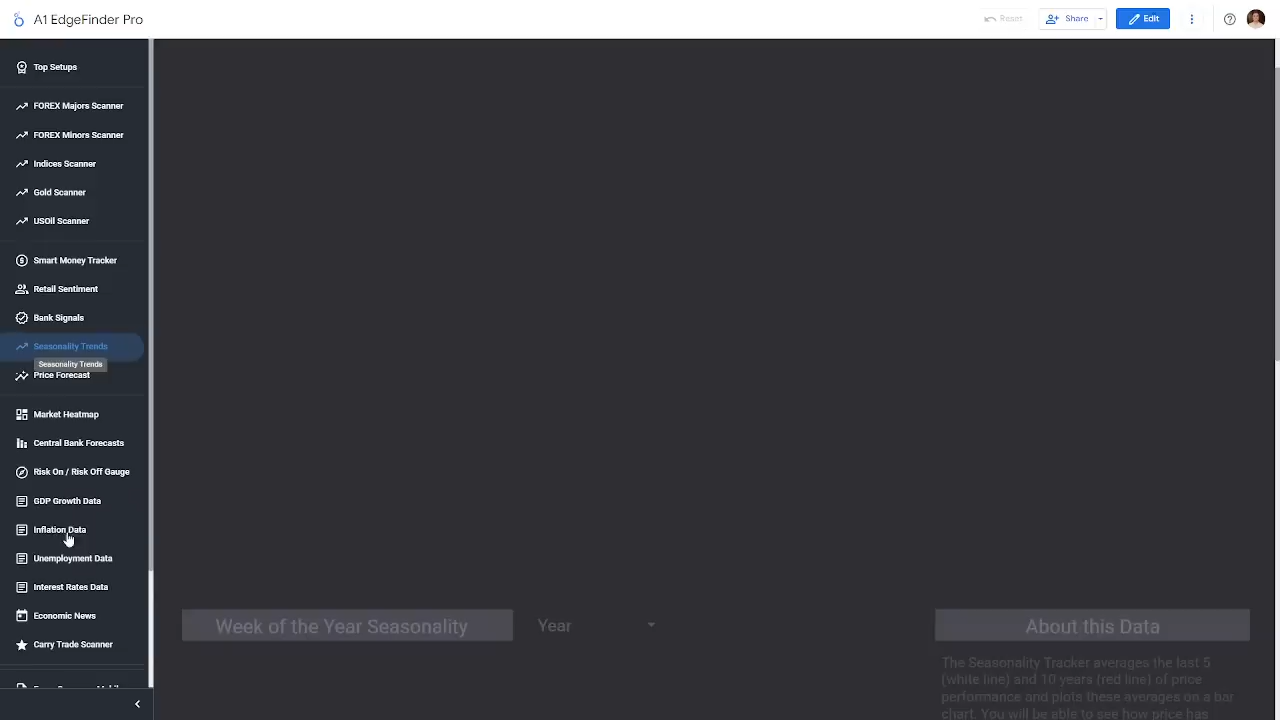 A1 EdgeFinder Pro
Reset
Share
Edit
Top Setups
FOREX Majors Scanner
FOREX Minors Scanner
Indices Scanner
Gold Scanner
USOil Scanner
Smart Money Tracker
Retail Sentiment
Bank Signals
Seasonality Trends
Seasonality Trends
Price Forecast
Market Heatmap
Central Bank Forecasts
Risk On / Risk Off Gauge
GDP Growth Data
Inflation Data
Unemployment Data
Interest Rates Data
Economic News
Carry Trade Scanner
Week of the Year Seasonality
Year
About this Data
The Seasonality Tracker averages the last 5
(white line) and 10 years (red line) of price
performance and plots these averages on a bar
chart. You will be able to see how price has